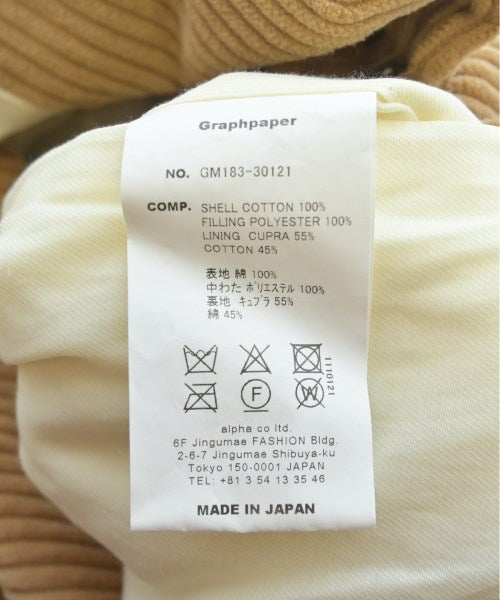 Graphpaper
NO. GM183-30121
COMP. SHELL COTTON 100%
FILLING POLYESTER 100%
LINING CUPRA 55%
COTTON 45%
表地 綿 100%
中わた ポリエステル 100%
裏地 キュプラ 55%
綿 45%
1110121
F W
alpha co ltd.
6F Jingumae FASHION Bldg.
2-6-7 Jingumae Shibuya-ku
Tokyo 150-0001 JAPAN
TEL: +81 3 54 13 35 46
MADE IN JAPAN